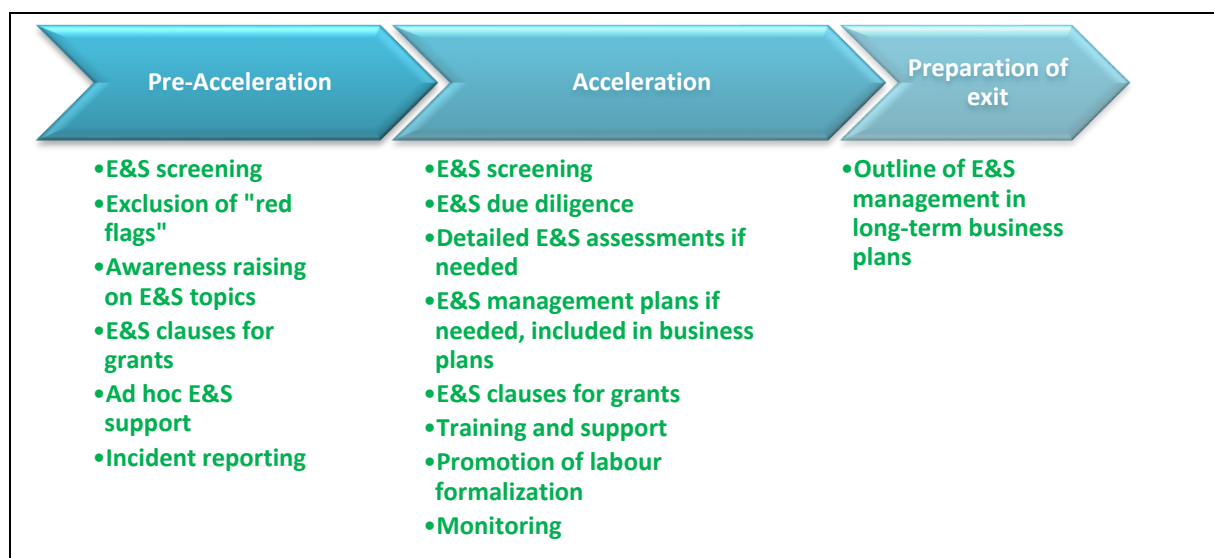 Pre-Acceleration
Acceleration
Preparation of
exit
•E&S screening
•Exclusion of "red
flags"
•Awareness raising
on E&S topics
•E&S clauses for
grants
•Ad hoc E&S
support
•Incident reporting
•E&S screening
•E&S due diligence
•Detailed E&S assessments if
needed
•E&S management plans if
needed, included in business
plans
•E&S clauses for grants
•Training and support
•Promotion of labour
formalization
•Monitoring
•Outline of E&S
management in
long-term business
plans